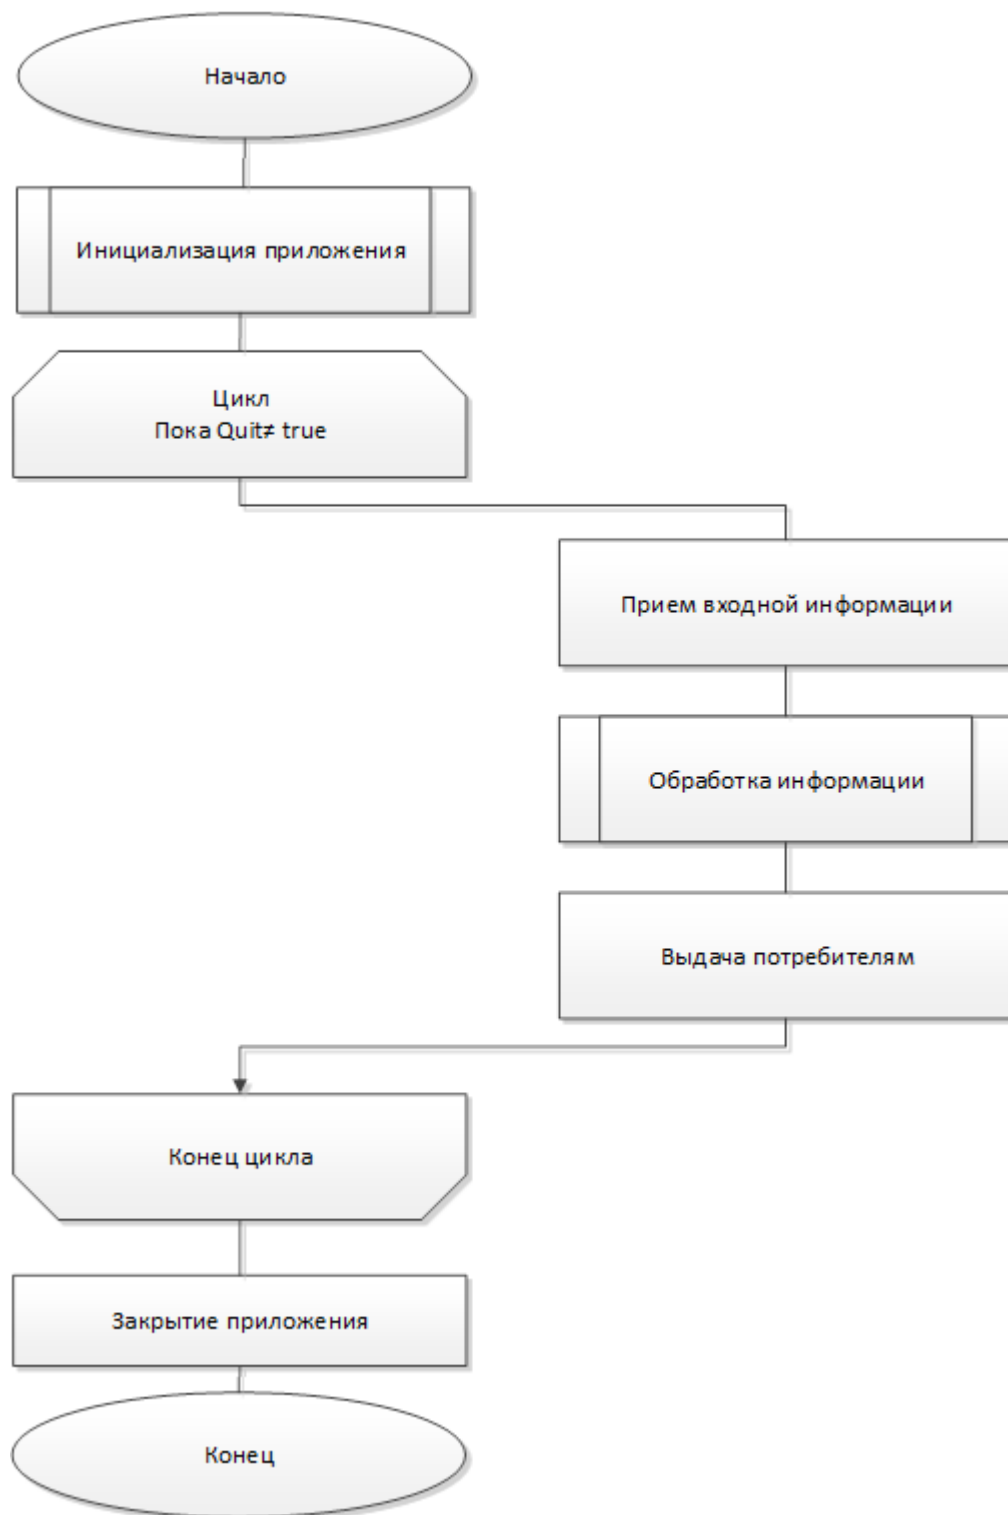 Начало
Инициализация приложения
Цикл
Пока Quit≠ true
Прием входной информации
Обработка информации
Выдача потребителям
Конец цикла
Закрытие приложения
Конец